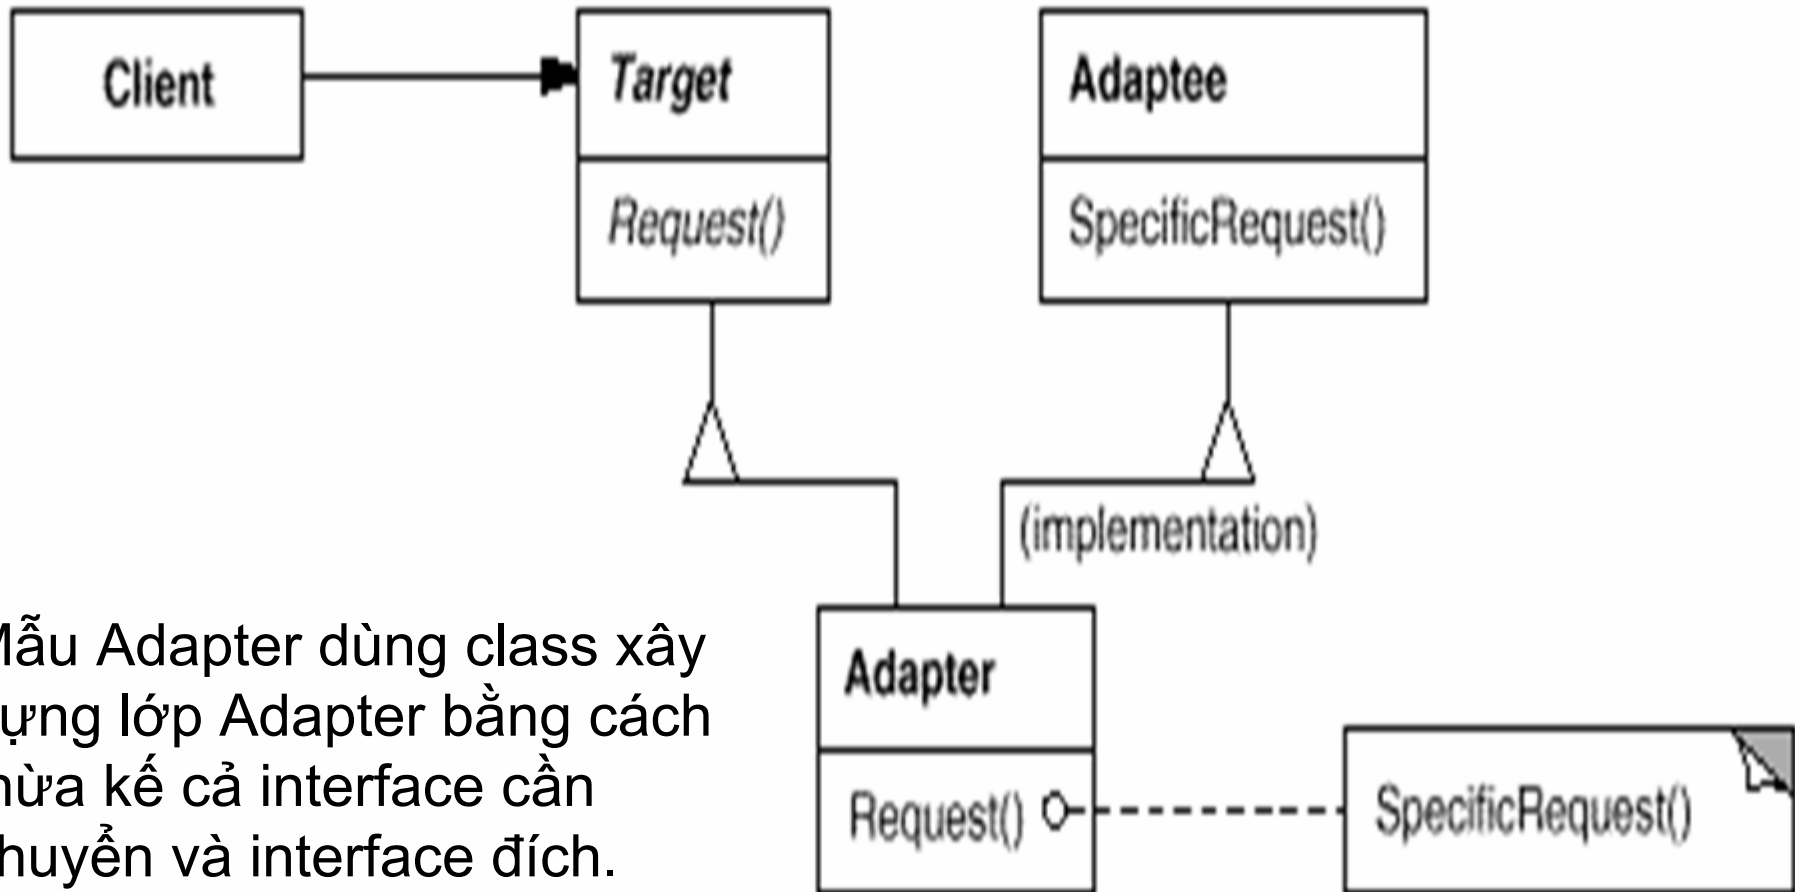 Client
Target
Adaptee
Request()
SpecificRequest()
(implementation)
Mẫu Adapter dùng class xây
ựng lớp Adapter bằng cách
hừa kế cả interface cần
huyển và interface đích.
Adapter
Request()
SpecificRequest()